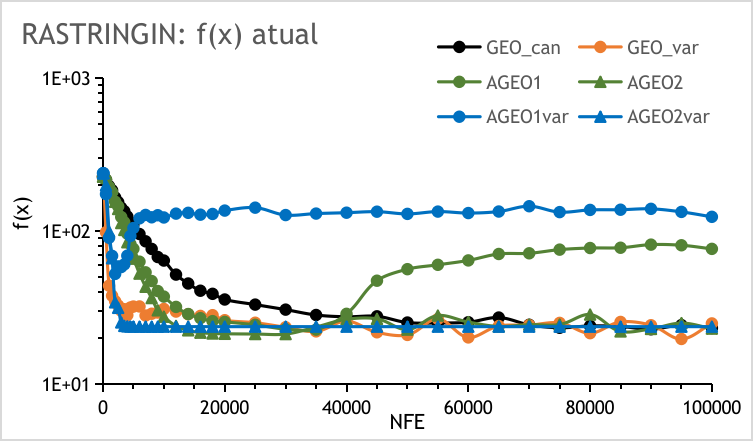 RASTRINGIN: f(x) atual
GEO_can GEO_var
AGEO1 AGEO2
AGEO1var AGEO2var
1E+03
1E+02
1E+01
f(x)
0 20000 40000 60000 80000 100000
NFE